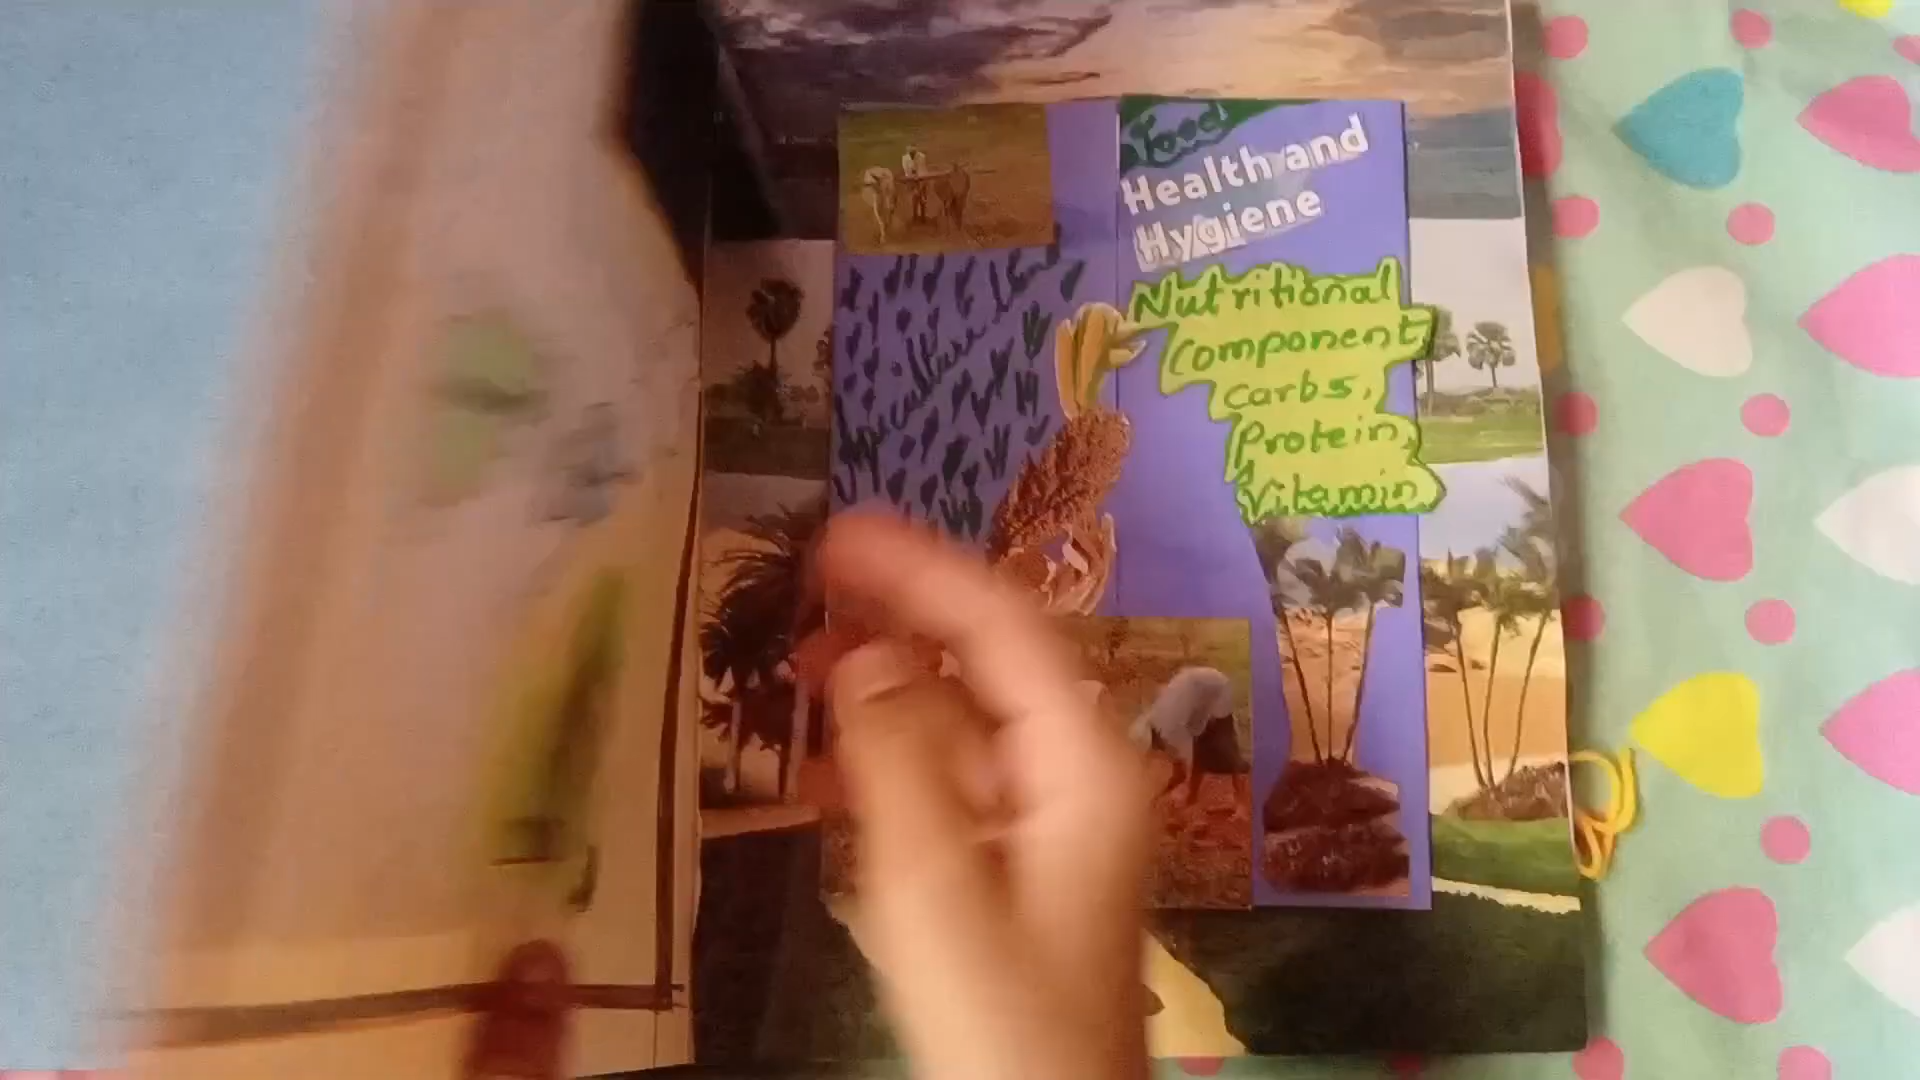 Food
Health and
Hygiene
Nutritional
component,
carbs,
Protein,
Vitamin